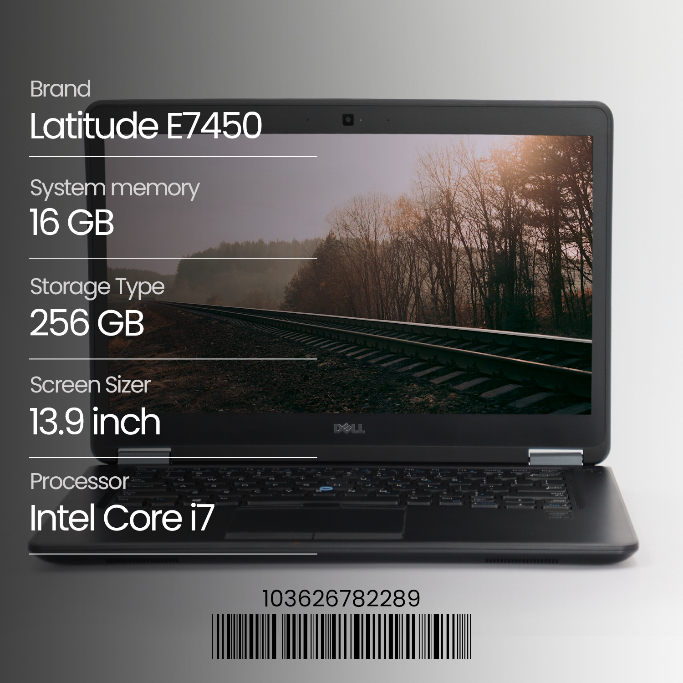 Brand
Latitude E7450
System memory
16 GB
Storage Type
256 GB
Screen Sizer
13.9 inch
DELL
Processor
Intel Core i7
103626782289